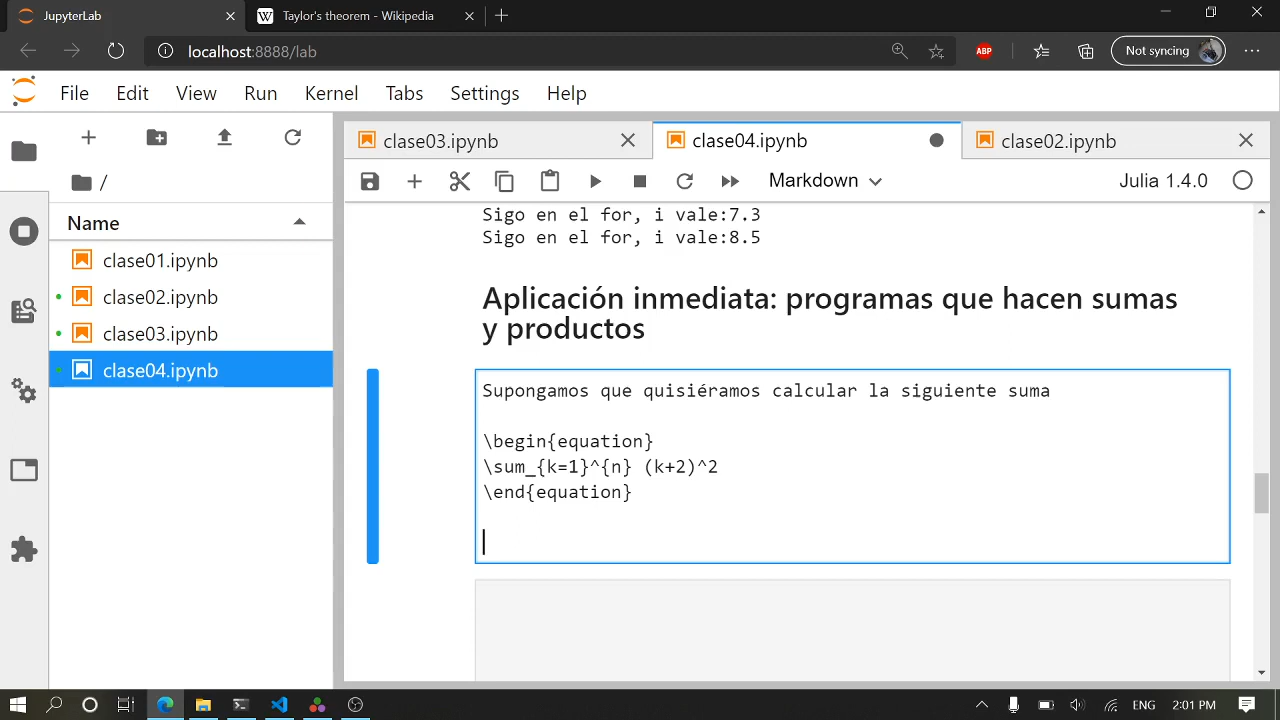 JupyterLab
Taylor's theorem - Wikipedia
localhost:8888/lab
ABP
Not syncing
File Edit View Run Kernel Tabs Settings Help
clase03.ipynb
clase04.ipynb
clase02.ipynb
/
Markdown
Julia 1.4.0
Name
clase01.ipynb
clase02.ipynb
clase03.ipynb
clase04.ipynb
Sigo en el for, i vale:7.3
Sigo en el for, i vale:8.5
Aplicación inmediata: programas que hacen sumas
y productos
Supongamos que quisiéramos calcular la siguiente suma
\begin{equation}
\sum_{k=1}^{n} (k+2)^2
\end{equation}
ENG
2:01 PM